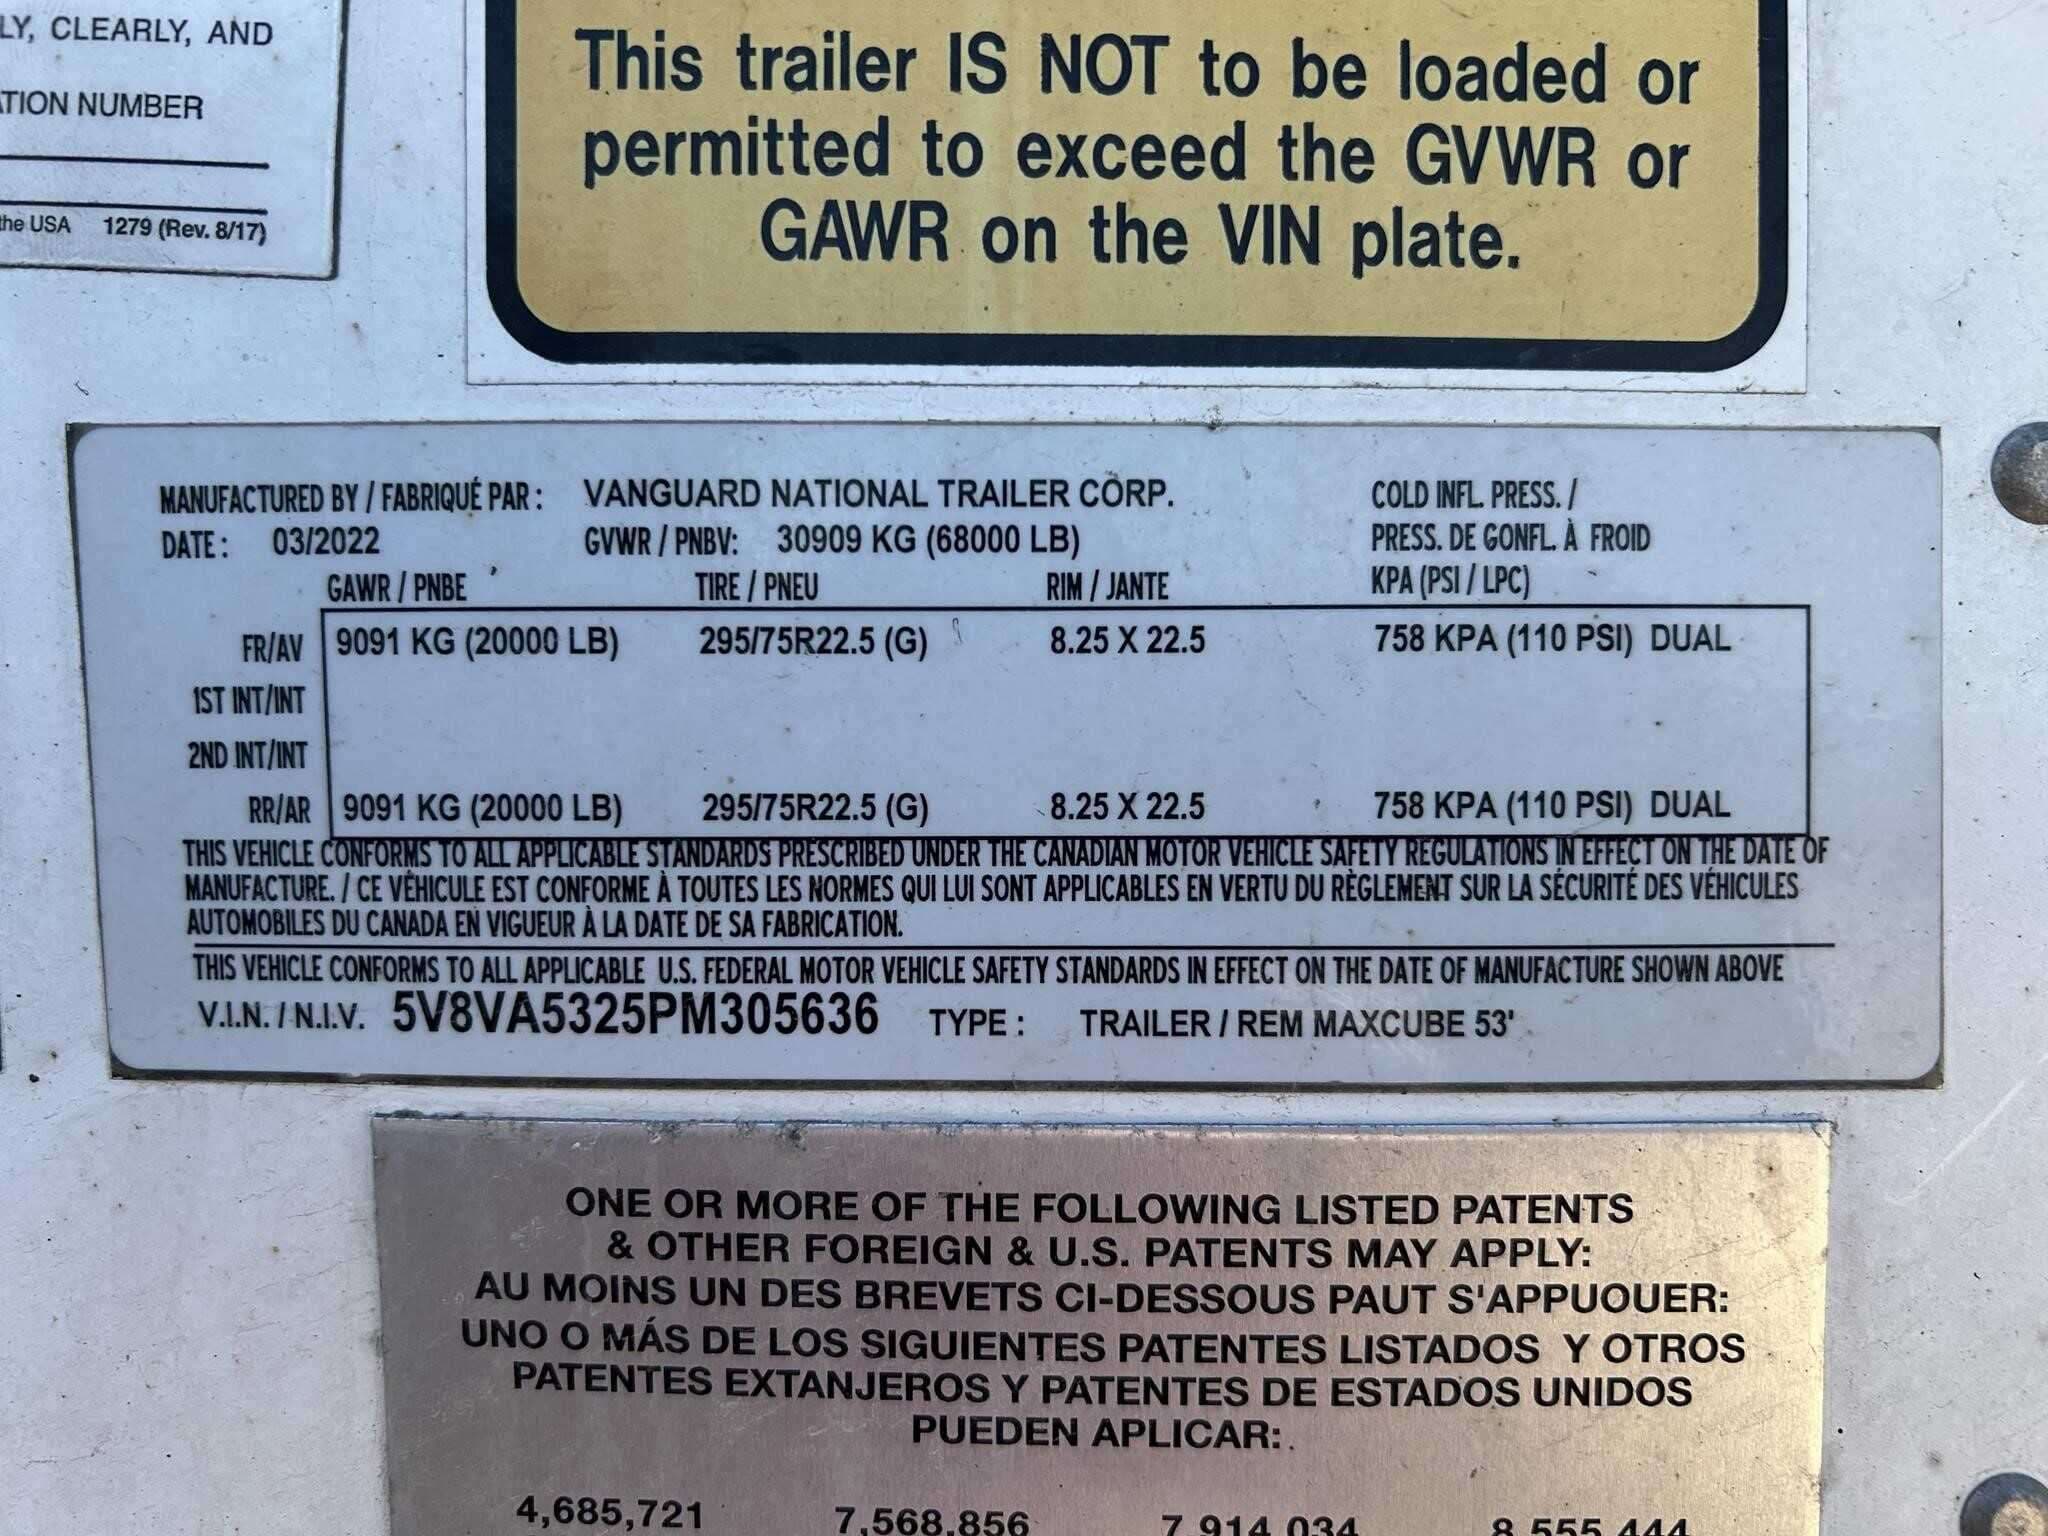 LY, CLEARLY, AND
TION NUMBER
the USA 1279 (Rev. 8/17)
This trailer IS NOT to be loaded or
permitted to exceed the GVWR or
GAWR on the VIN plate.
MANUFACTURED BY / FABRIQUÉ PAR : VANGUARD NATIONAL TRAILER CORP. COLD INFL. PRESS. /
DATE : 03/2022 GVWR / PNBV: 30909 KG (68000 LB) PRESS. DE GONFL. À FROID
GAWR / PNBE TIRE / PNEU RIM / JANTE KPA (PSI / LPC)
FR/AV 9091 KG (20000 LB) 295/75R22.5 (G) 8.25 X 22.5 758 KPA (110 PSI) DUAL
1ST INT/INT
2ND INT/INT
RR/AR 9091 KG (20000 LB) 295/75R22.5 (G) 8.25 X 22.5 758 KPA (110 PSI) DUAL
THIS VEHICLE CONFORMS TO ALL APPLICABLE STANDARDS PRESCRIBED UNDER THE CANADIAN MOTOR VEHICLE SAFETY REGULATIONS IN EFFECT ON THE DATE OF
MANUFACTURE. / CE VÉHICULE EST CONFORME À TOUTES LES NORMES QUI LUI SONT APPLICABLES EN VERTU DU RÈGLEMENT SUR LA SÉCURITÉ DES VÉHICULES
AUTOMOBILES DU CANADA EN VIGUEUR À LA DATE DE SA FABRICATION.
THIS VEHICLE CONFORMS TO ALL APPLICABLE U.S. FEDERAL MOTOR VEHICLE SAFETY STANDARDS IN EFFECT ON THE DATE OF MANUFACTURE SHOWN ABOVE
V.I.N. / N.I.V. 5V8VA5325PM305636 TYPE : TRAILER / REM MAXCUBE 53'
ONE OR MORE OF THE FOLLOWING LISTED PATENTS
& OTHER FOREIGN & U.S. PATENTS MAY APPLY:
AU MOINS UN DES BREVETS CI-DESSOUS PAUT S'APPUOUER:
UNO O MÁS DE LOS SIGUIENTES PATENTES LISTADOS Y OTROS
PATENTES EXTANJEROS Y PATENTES DE ESTADOS UNIDOS
PUEDEN APLICAR:
4,685,721 7,568,856 7,914,034 8,555,444